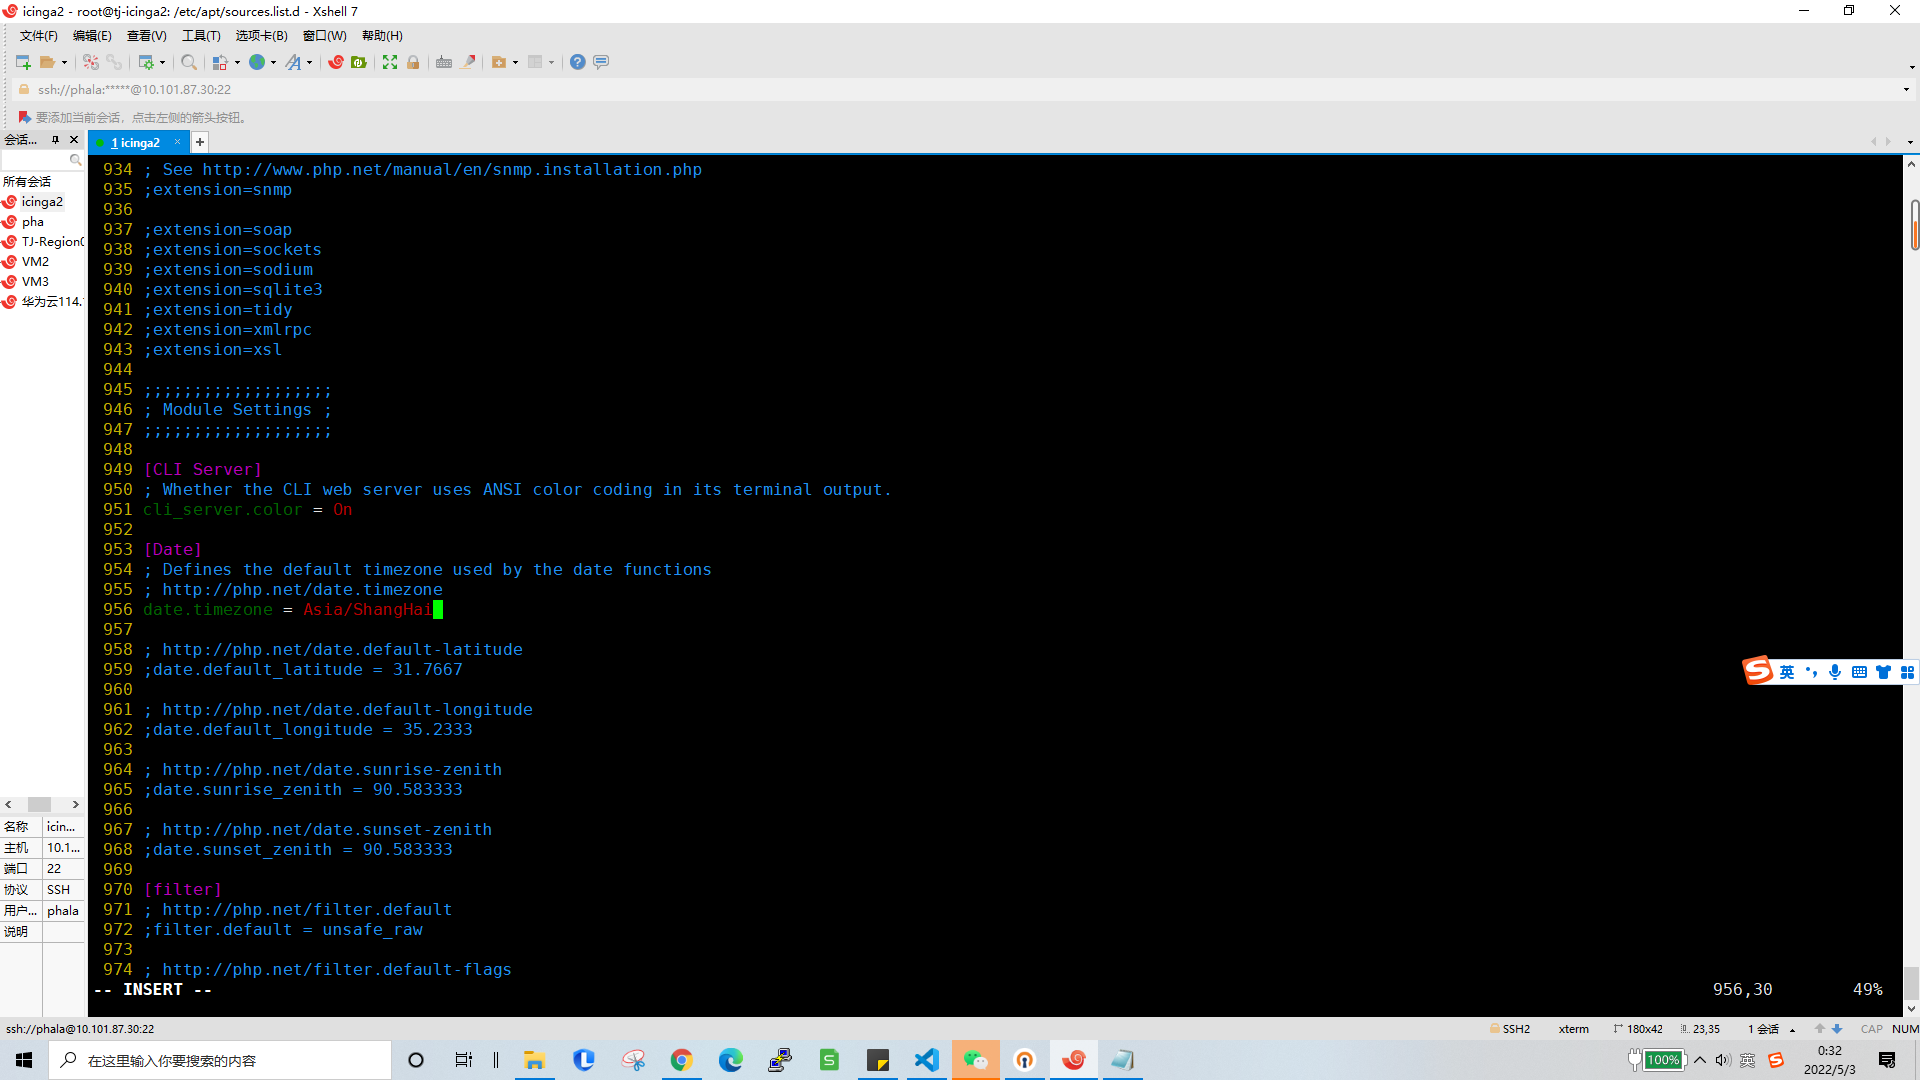 icinga2 - root@tj-icinga2: /etc/apt/sources.list.d - Xshell 7
文件(F) 编辑(E) 查看(V) 工具(T) 选项卡(B) 窗口(W) 帮助(H)
ssh://phala:*****@10.101.87.30:22
要添加当前会话，点击左侧的箭头按钮。
会话...
1 icinga2
所有会话
icinga2
pha
TJ-Region0
VM2
VM3
华为云114.
934 ; See http://www.php.net/manual/en/snmp.installation.php
935 ;extension=snmp
936
937 ;extension=soap
938 ;extension=sockets
939 ;extension=sodium
940 ;extension=sqlite3
941 ;extension=tidy
942 ;extension=xmlrpc
943 ;extension=xsl
944
945 ;;;;;;;;;;;;;;;;;;;
946 ; Module Settings ;
947 ;;;;;;;;;;;;;;;;;;;
948
949 [CLI Server]
950 ; Whether the CLI web server uses ANSI color coding in its terminal output.
951 cli_server.color = On
952
953 [Date]
954 ; Defines the default timezone used by the date functions
955 ; http://php.net/date.timezone
956 date.timezone = Asia/ShangHai
957
958 ; http://php.net/date.default-latitude
959 ;date.default_latitude = 31.7667
960
961 ; http://php.net/date.default-longitude
962 ;date.default_longitude = 35.2333
963
964 ; http://php.net/date.sunrise-zenith
965 ;date.sunrise_zenith = 90.583333
966
967 ; http://php.net/date.sunset-zenith
968 ;date.sunset_zenith = 90.583333
969
970 [filter]
971 ; http://php.net/filter.default
972 ;filter.default = unsafe_raw
973
974 ; http://php.net/filter.default-flags
-- INSERT -- 956,30 49%
名称 icin...
主机 10.1...
端口 22
协议 SSH
用户... phala
说明
英
ssh://phala@10.101.87.30:22 SSH2 xterm 180x42 23,35 1 会话 CAP NUM
在这里输入你要搜索的内容
100% 英
0:32
2022/5/3